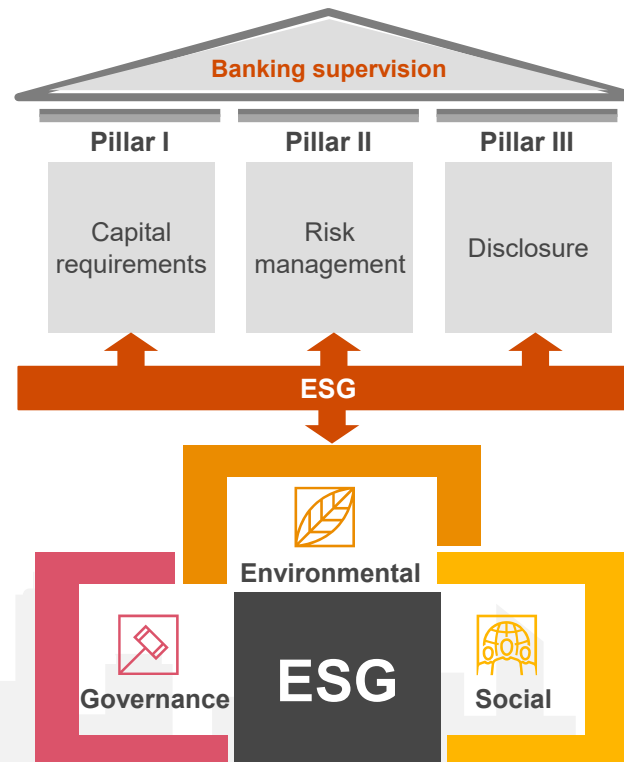 Banking supervision
Pillar I
Pillar II
Pillar III
Capital
requirements
Risk
management
Disclosure
ESG
Environmental
Governance
ESG
Social